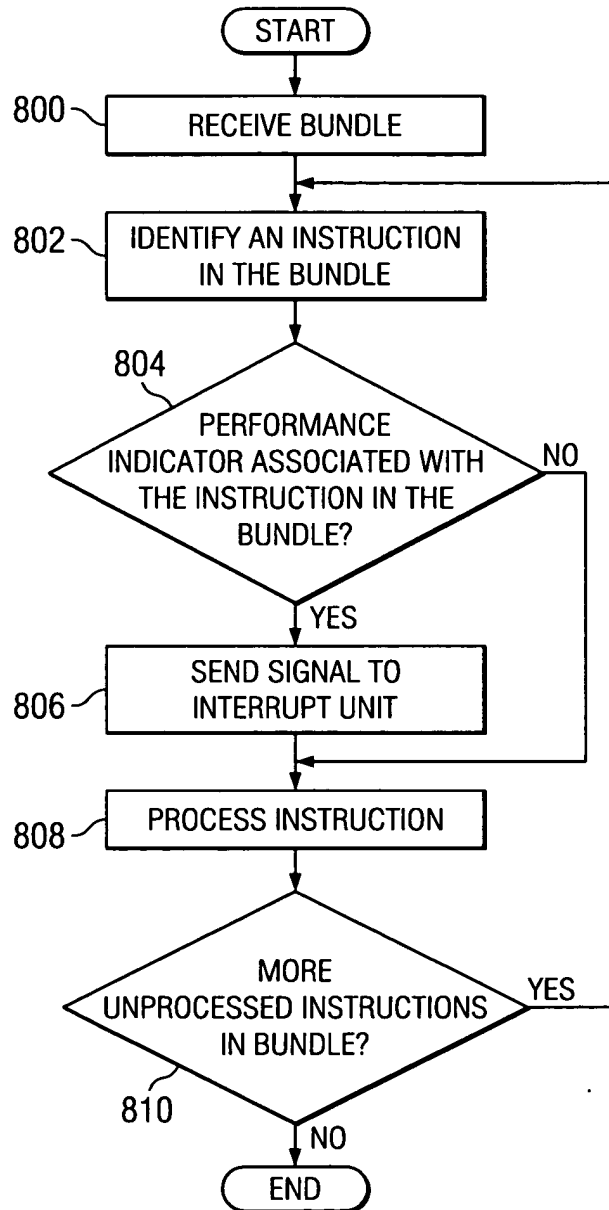 START
800
RECEIVE BUNDLE
802
IDENTIFY AN INSTRUCTION
IN THE BUNDLE
804
PERFORMANCE
INDICATOR ASSOCIATED WITH
THE INSTRUCTION IN THE
BUNDLE?
NO
YES
806
SEND SIGNAL TO
INTERRUPT UNIT
808
PROCESS INSTRUCTION
MORE
UNPROCESSED INSTRUCTIONS
IN BUNDLE?
YES
810
NO
END